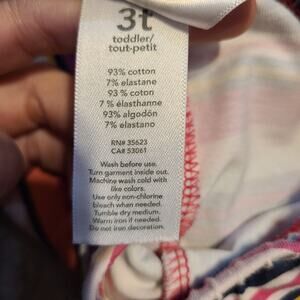 3t
toddler/
tout-petit
93% cotton
7% elastane
93 % coton
7 % élasthanne
93% algodón
7% elastano
RN# 35623
CA# 53061
Wash before use.
Turn garment inside out.
Machine wash cold with
like colors.
Use only non-chlorine
bleach when needed.
Tumble dry medium.
Warm iron if needed.
Do not iron decoration.